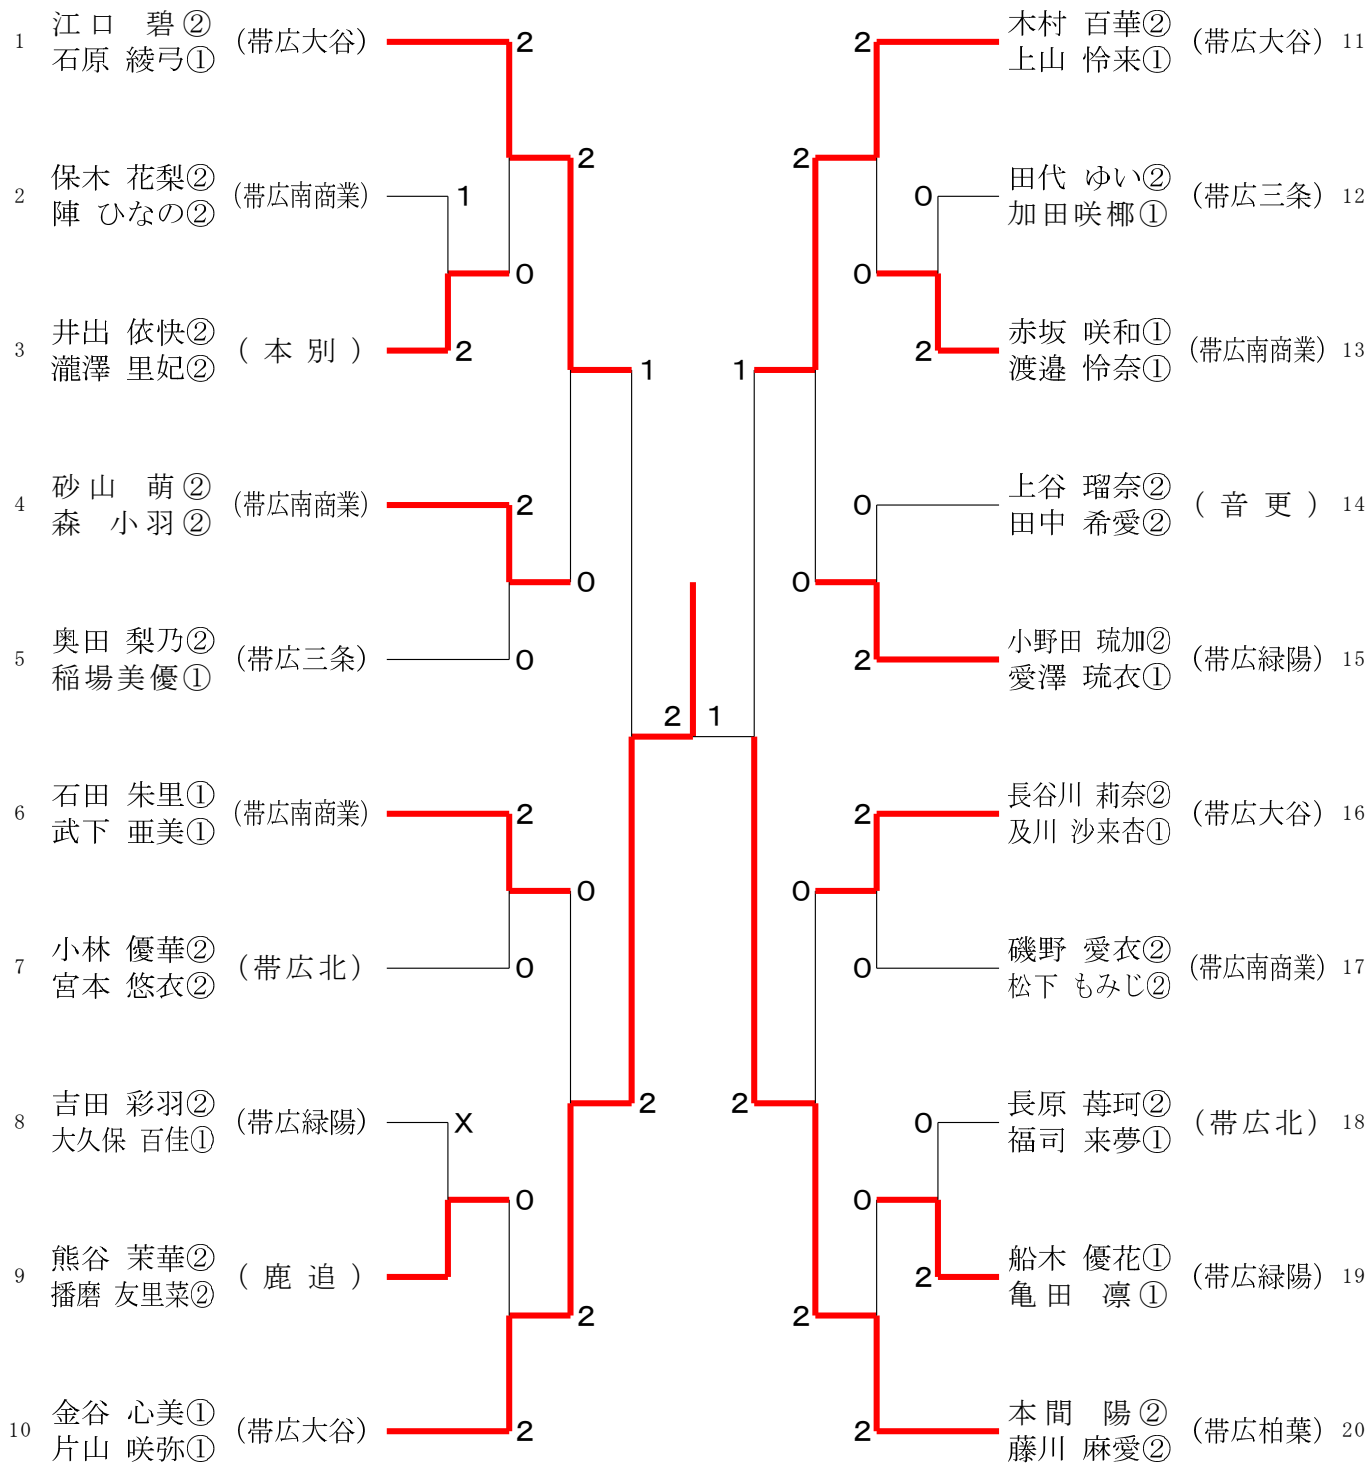 1 江口 碧② (帯広大谷)
石原 綾弓①
2
2
2 保木 花梨② (帯広南商業)
陣 ひなの②
1
0
3 井出 依快② (本別)
瀧澤 里妃②
2
1
4 砂山 萌② (帯広南商業)
森 小羽②
2
0
5 奥田 梨乃② (帯広三条)
稲場美優①
0
2 1
6 石田 朱里① (帯広南商業)
武下 亜美①
2
0
7 小林 優華② (帯広北)
宮本 悠衣②
0
2
8 吉田 彩羽② (帯広緑陽)
大久保 百佳①
X
0
9 熊谷 茉華② (鹿追)
播磨 友里菜②
2
10 金谷 心美① (帯広大谷)
片山 咲弥①
2
木村 百華② (帯広大谷) 11
上山 怜来①
2
2
田代 ゆい② (帯広三条) 12
加田咲椰①
0
0
赤坂 咲和① (帯広南商業) 13
渡邉 怜奈①
2
1
上谷 瑠奈② (音更) 14
田中 希愛②
0
0
小野田 琉加② (帯広緑陽) 15
愛澤 琉衣①
2
長谷川 莉奈② (帯広大谷) 16
及川 沙来杏①
2
0
磯野 愛衣② (帯広南商業) 17
松下 もみじ②
0
2
長原 苺珂② (帯広北) 18
福司 来夢①
0
0
船木 優花① (帯広緑陽) 19
亀田 凛①
2
2
本間 陽② (帯広柏葉) 20
藤川 麻愛②
2